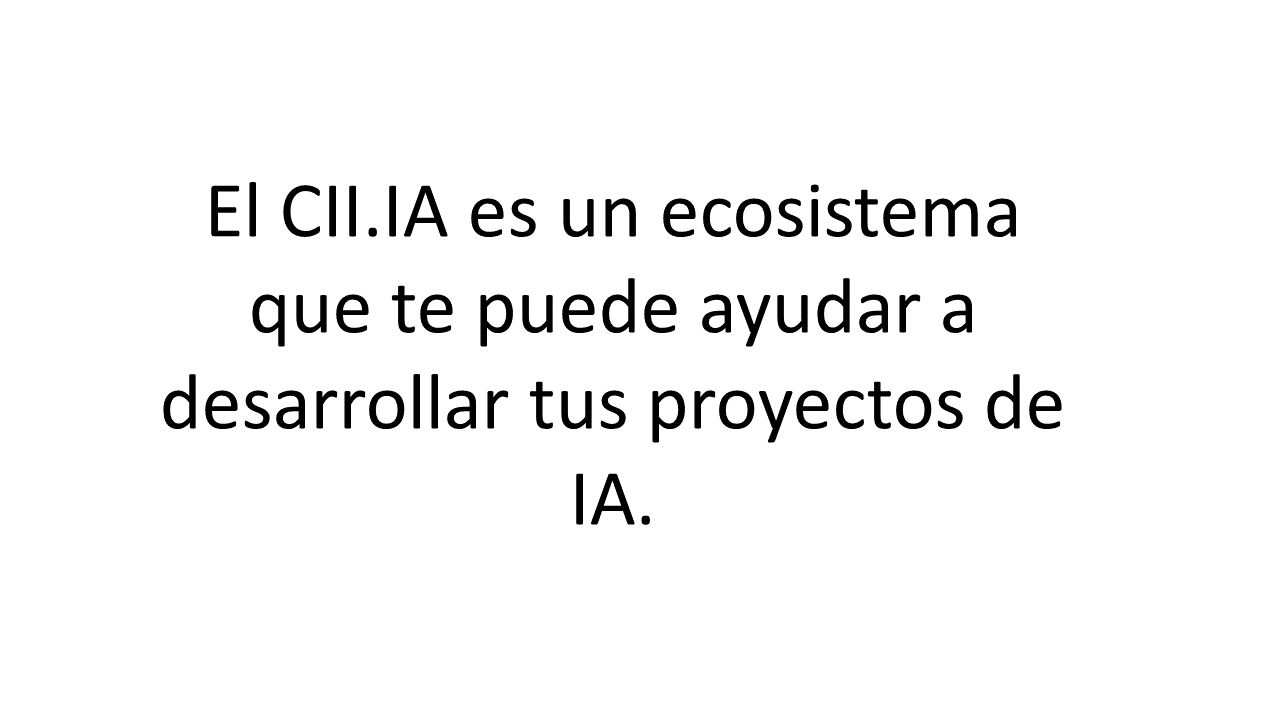 El CII.IA es un ecosistema
que te puede ayudar a
desarrollar tus proyectos de
IA.